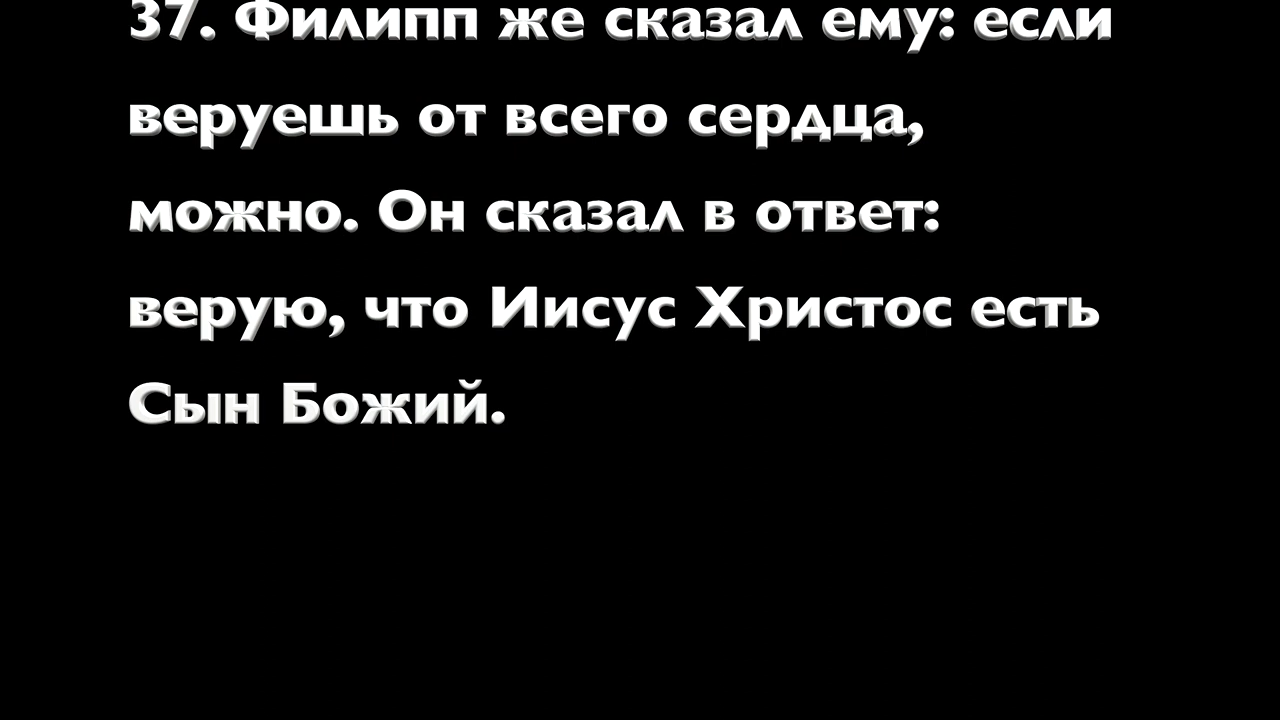 37. Филипп же сказал ему: если
веруешь от всего сердца,
можно. Он сказал в ответ:
верую, что Иисус Христос есть
Сын Божий.